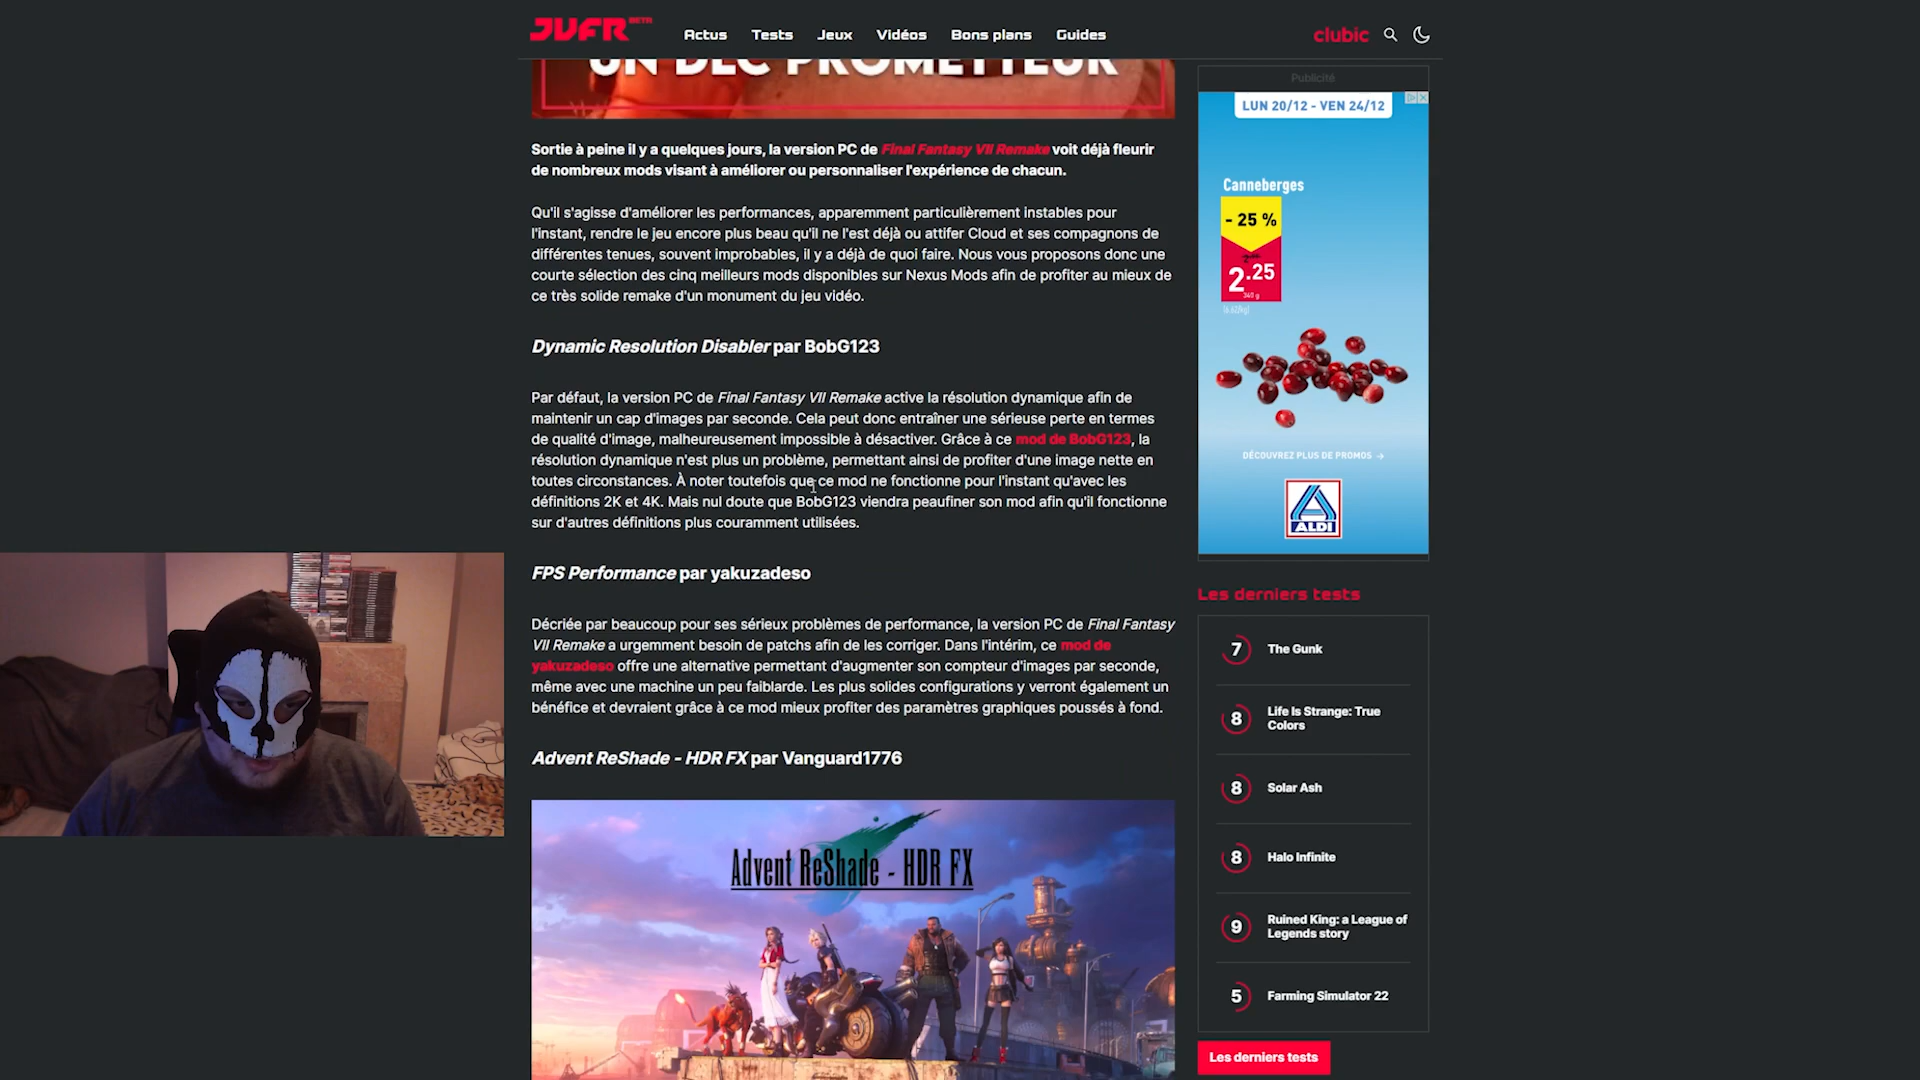 JVFR BETA
Actus
Tests
Jeux
Vidéos
Bons plans
Guides
clubic
UN DLC PROMETTEUR
Sortie à peine il y a quelques jours, la version PC de Final Fantasy VII Remake voit déjà fleurir
de nombreux mods visant à améliorer ou personnaliser l'expérience de chacun.
Qu'il s'agisse d'améliorer les performances, apparemment particulièrement instables pour
l'instant, rendre le jeu encore plus beau qu'il ne l'est déjà ou attifer Cloud et ses compagnons de
différentes tenues, souvent improbables, il y a déjà de quoi faire. Nous vous proposons donc une
courte sélection des cinq meilleurs mods disponibles sur Nexus Mods afin de profiter au mieux de
ce très solide remake d'un monument du jeu vidéo.
Dynamic Resolution Disabler par BobG123
Par défaut, la version PC de Final Fantasy VII Remake active la résolution dynamique afin de
maintenir un cap d'images par seconde. Cela peut donc entraîner une sérieuse perte en termes
de qualité d'image, malheureusement impossible à désactiver. Grâce à ce mod de BobG123, la
résolution dynamique n'est plus un problème, permettant ainsi de profiter d'une image nette en
toutes circonstances. À noter toutefois que ce mod ne fonctionne pour l'instant qu'avec les
définitions 2K et 4K. Mais nul doute que BobG123 viendra peaufiner son mod afin qu'il fonctionne
sur d'autres définitions plus couramment utilisées.
FPS Performance par yakuzadeso
Décriée par beaucoup pour ses sérieux problèmes de performance, la version PC de Final Fantasy
VII Remake a urgemment besoin de patchs afin de les corriger. Dans l'intérim, ce mod de
yakuzadeso offre une alternative permettant d'augmenter son compteur d'images par seconde,
même avec une machine un peu faiblarde. Les plus solides configurations y verront également un
bénéfice et devraient grâce à ce mod mieux profiter des paramètres graphiques poussés à fond.
Advent ReShade - HDR FX par Vanguard1776
Advent ReShade - HDR FX
Publicité
LUN 20/12 - VEN 24/12
Canneberges
- 25 %
2.25
340 g
DÉCOUVREZ PLUS DE PROMOS →
ALDI
Les derniers tests
7 The Gunk
8 Life Is Strange: True
Colors
8 Solar Ash
8 Halo Infinite
9 Ruined King: a League of
Legends story
5 Farming Simulator 22
Les derniers tests